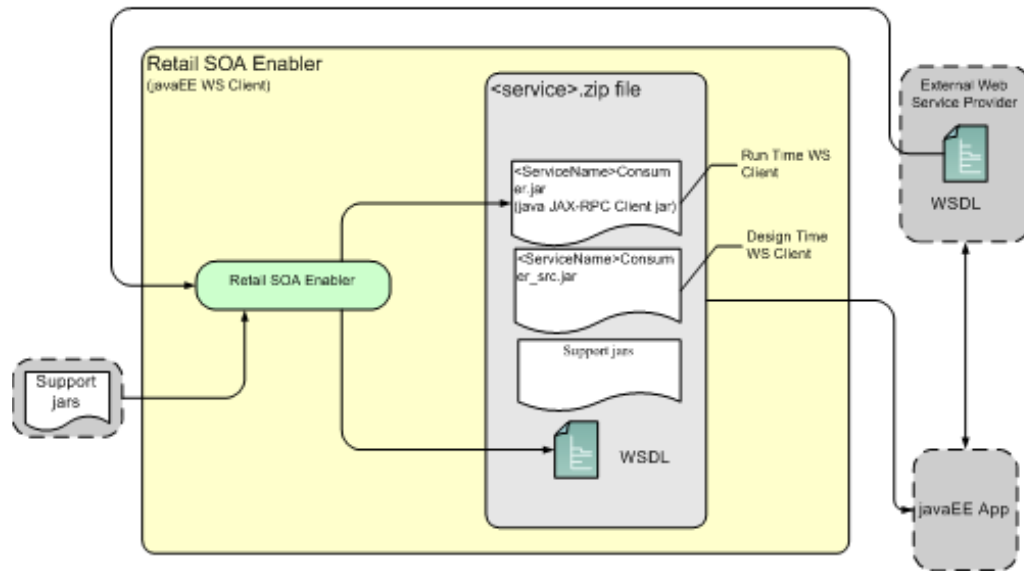 Retail SOA Enabler
(javaEE WS Client)
<service>.zip file
<ServiceName>Consum
er.jar
(java JAX-RPC Client jar)
Run Time WS
Client
<ServiceName>Consum
er_src.jar
Design Time
WS Client
Support jars
WSDL
Retail SOA Enabler
Support
jars
External Web
Service Provider
WSDL
javaEE App